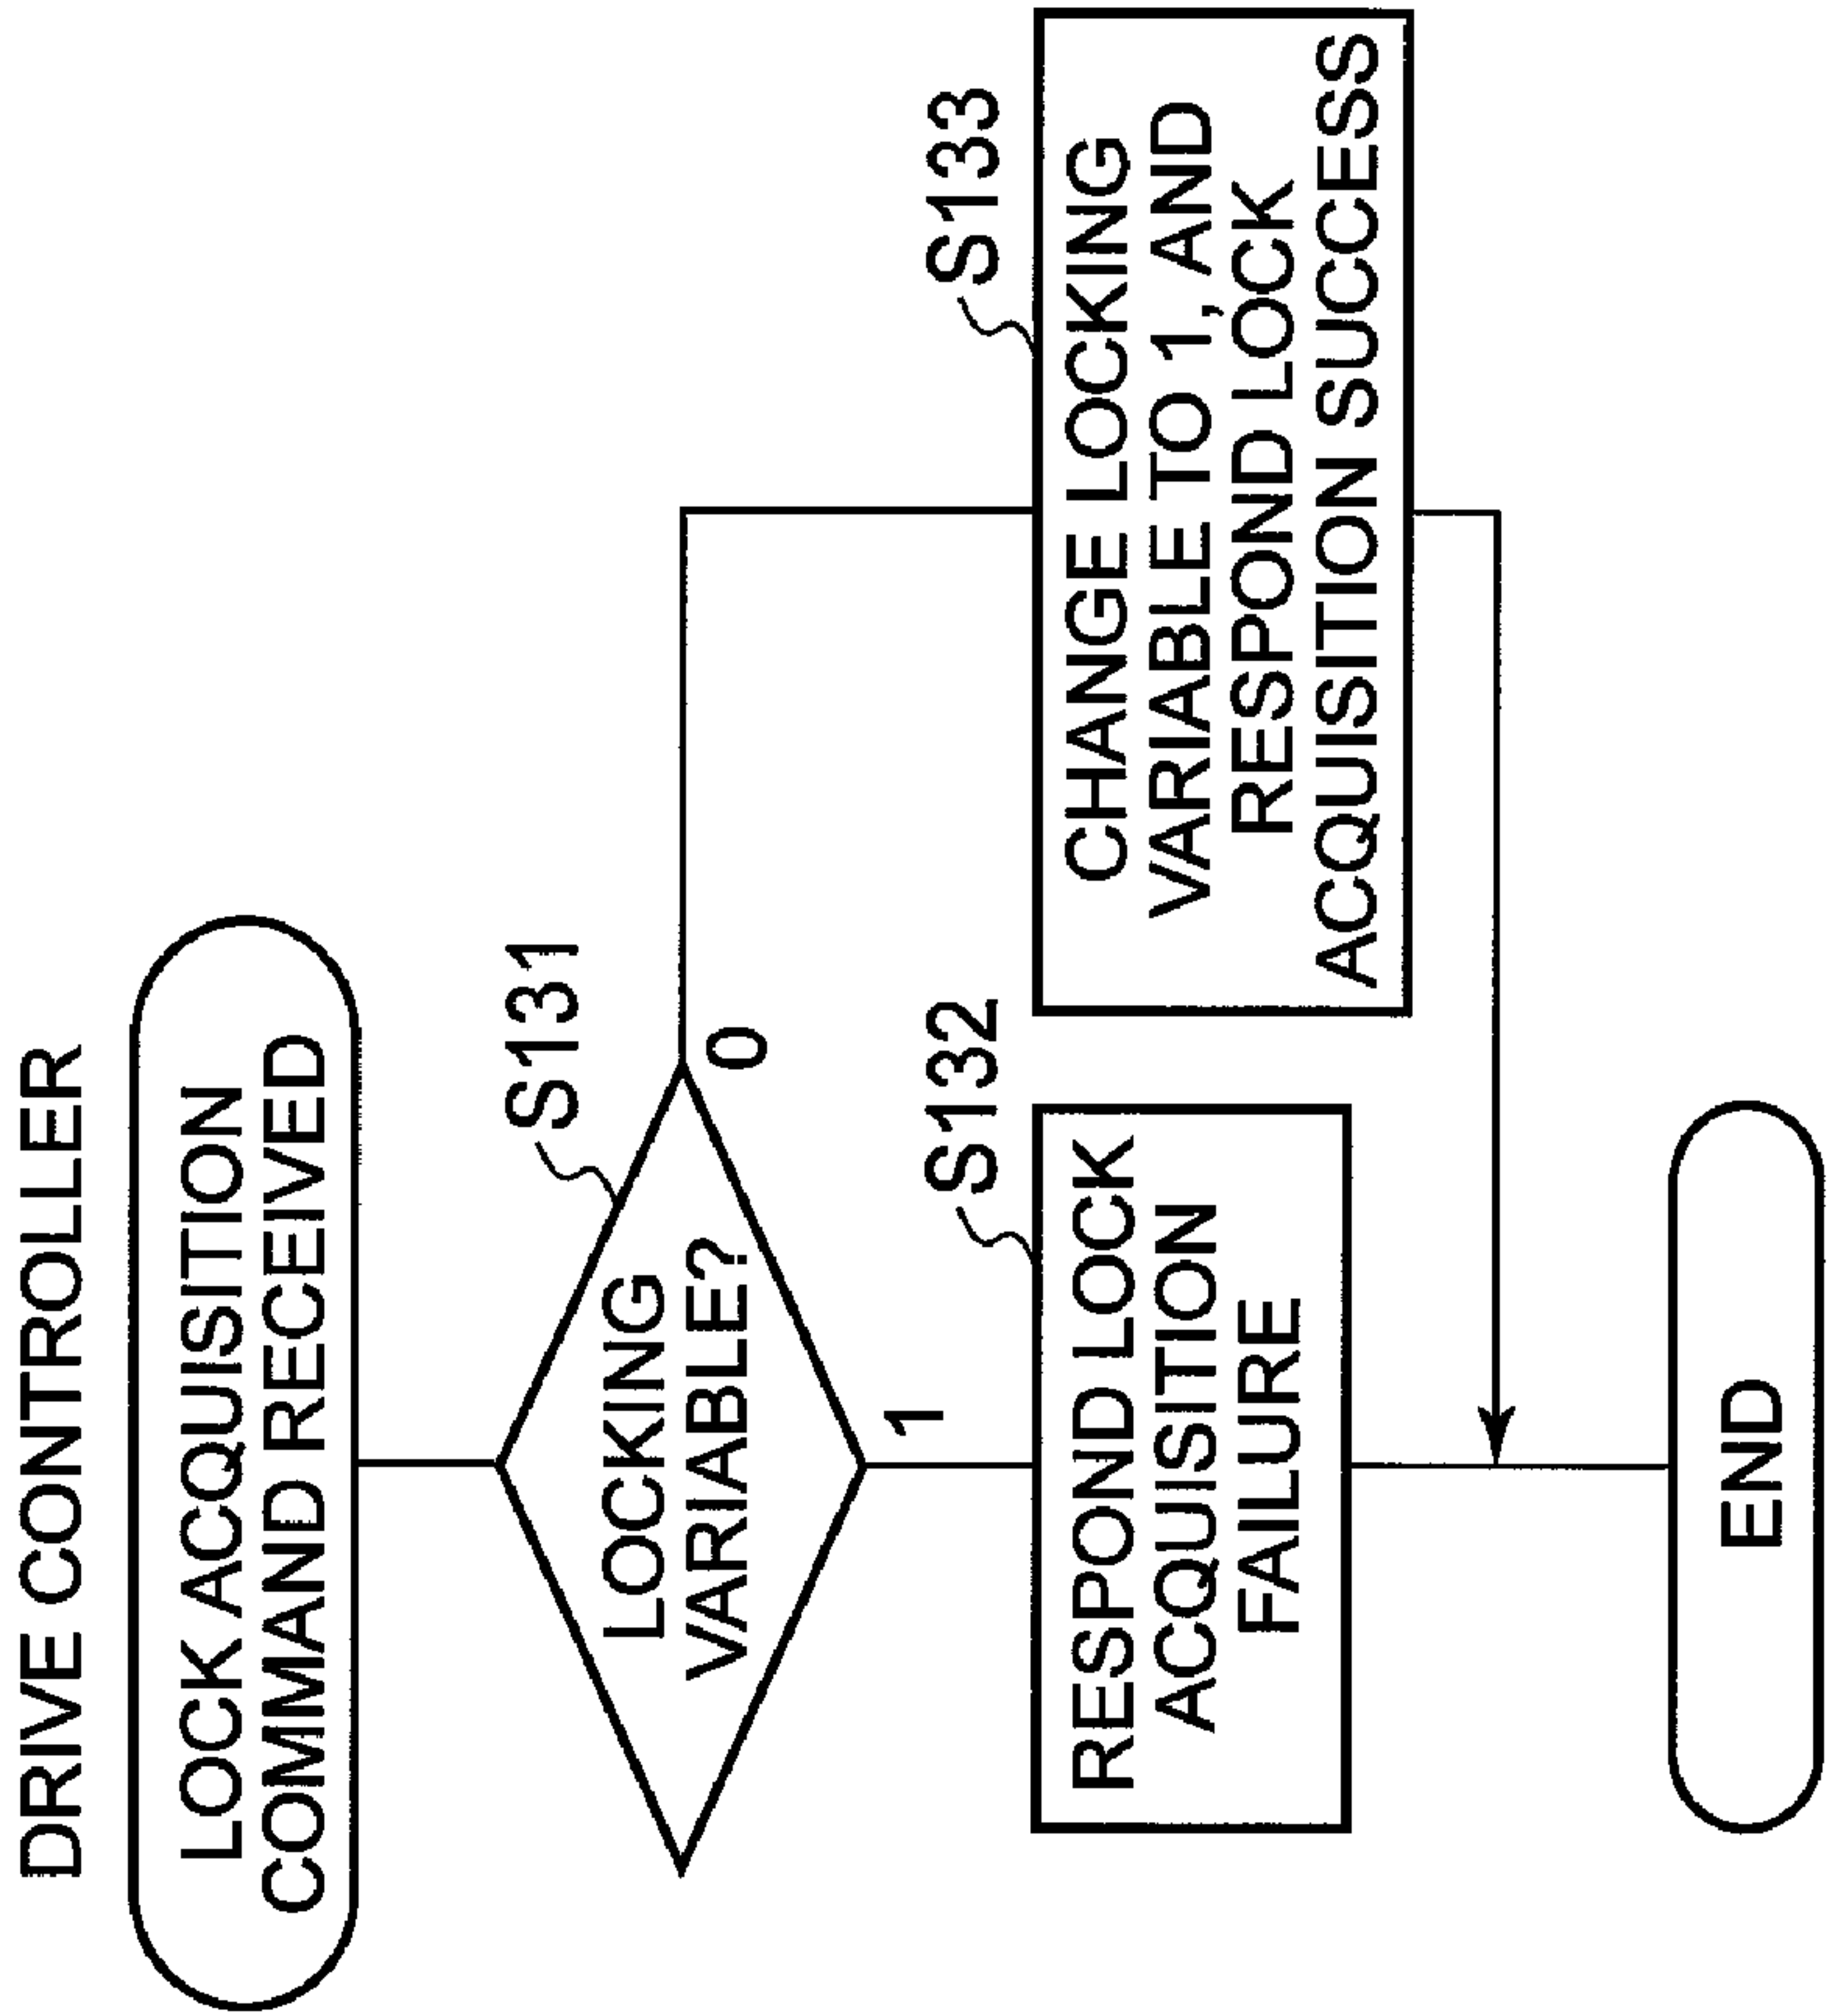 DRIVE CONTROLLER
LOCK ACQUISITION
COMMAND RECEIVED
S131
LOCKING
VARIABLE?
0
1
S132
RESPOND LOCK
ACQUISITION
FAILURE
S133
CHANGE LOCKING
VARIABLE TO 1, AND
RESPOND LOCK
ACQUISITION SUCCESS
END